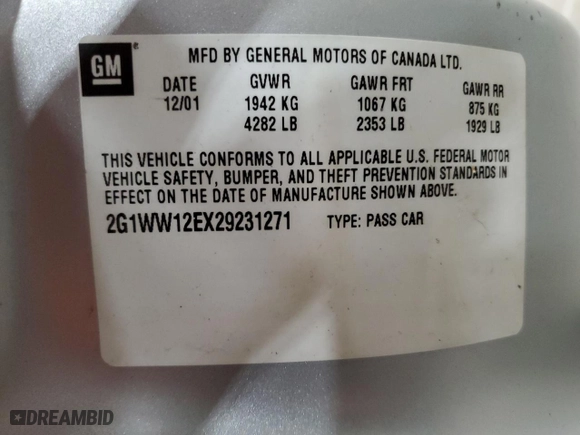 GM
MFD BY GENERAL MOTORS OF CANADA LTD.
DATE GVWR GAWR FRT GAWR RR
12/01 1942 KG 1067 KG 875 KG
4282 LB 2353 LB 1929 LB
THIS VEHICLE CONFORMS TO ALL APPLICABLE U.S. FEDERAL MOTOR
VEHICLE SAFETY, BUMPER, AND THEFT PREVENTION STANDARDS IN
EFFECT ON THE DATE OF MANUFACTURE SHOWN ABOVE.
2G1WW12EX29231271 TYPE: PASS CAR
DREAMBID